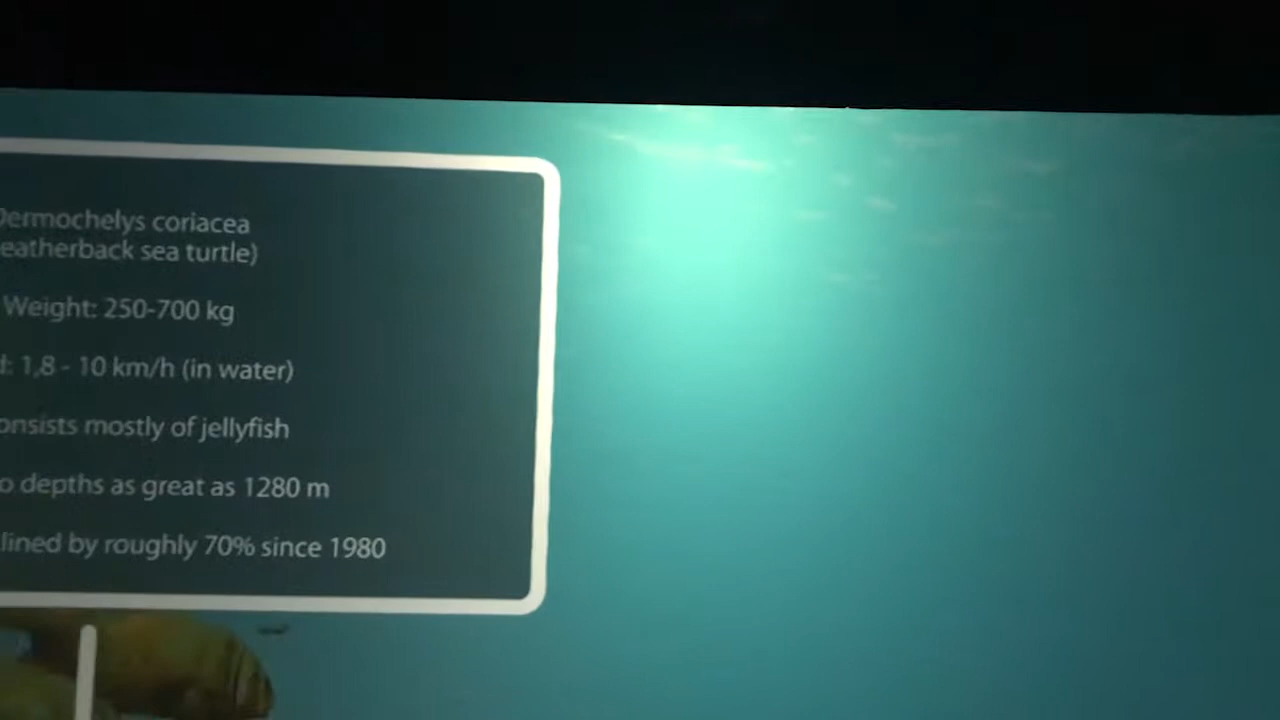 Dermochelys coriacea
eatherback sea turtle)
Weight: 250-700 kg
d: 1,8 - 10 km/h (in water)
onsists mostly of jellyfish
o depths as great as 1280 m
lined by roughly 70% since 1980